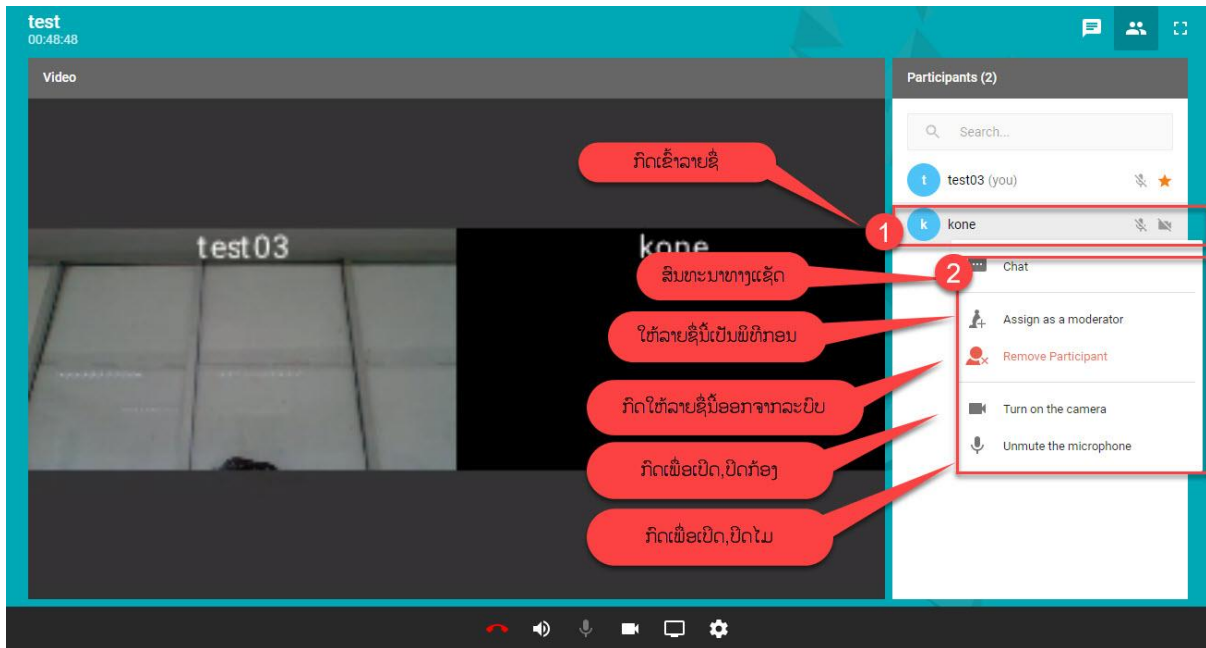 test
00:48:48
Video
Participants (2)
Search...
ກົດເຂົ້າລາຍຊື່
t test03 (you)
1
k kone
test03
kone
ສົນທະນາທາງແຊັດ
2
Chat
ໃຫ້ລາຍຊື່ນີ້ເປັນພິທີກອນ
Assign as a moderator
Remove Participant
ກົດໃຫ້ລາຍຊື່ນີ້ອອກຈາກລະບົບ
Turn on the camera
ກົດເພື່ອເປີດ,ປິດກ້ອງ
Unmute the microphone
ກົດເພື່ອເປີດ,ປິດໄມ